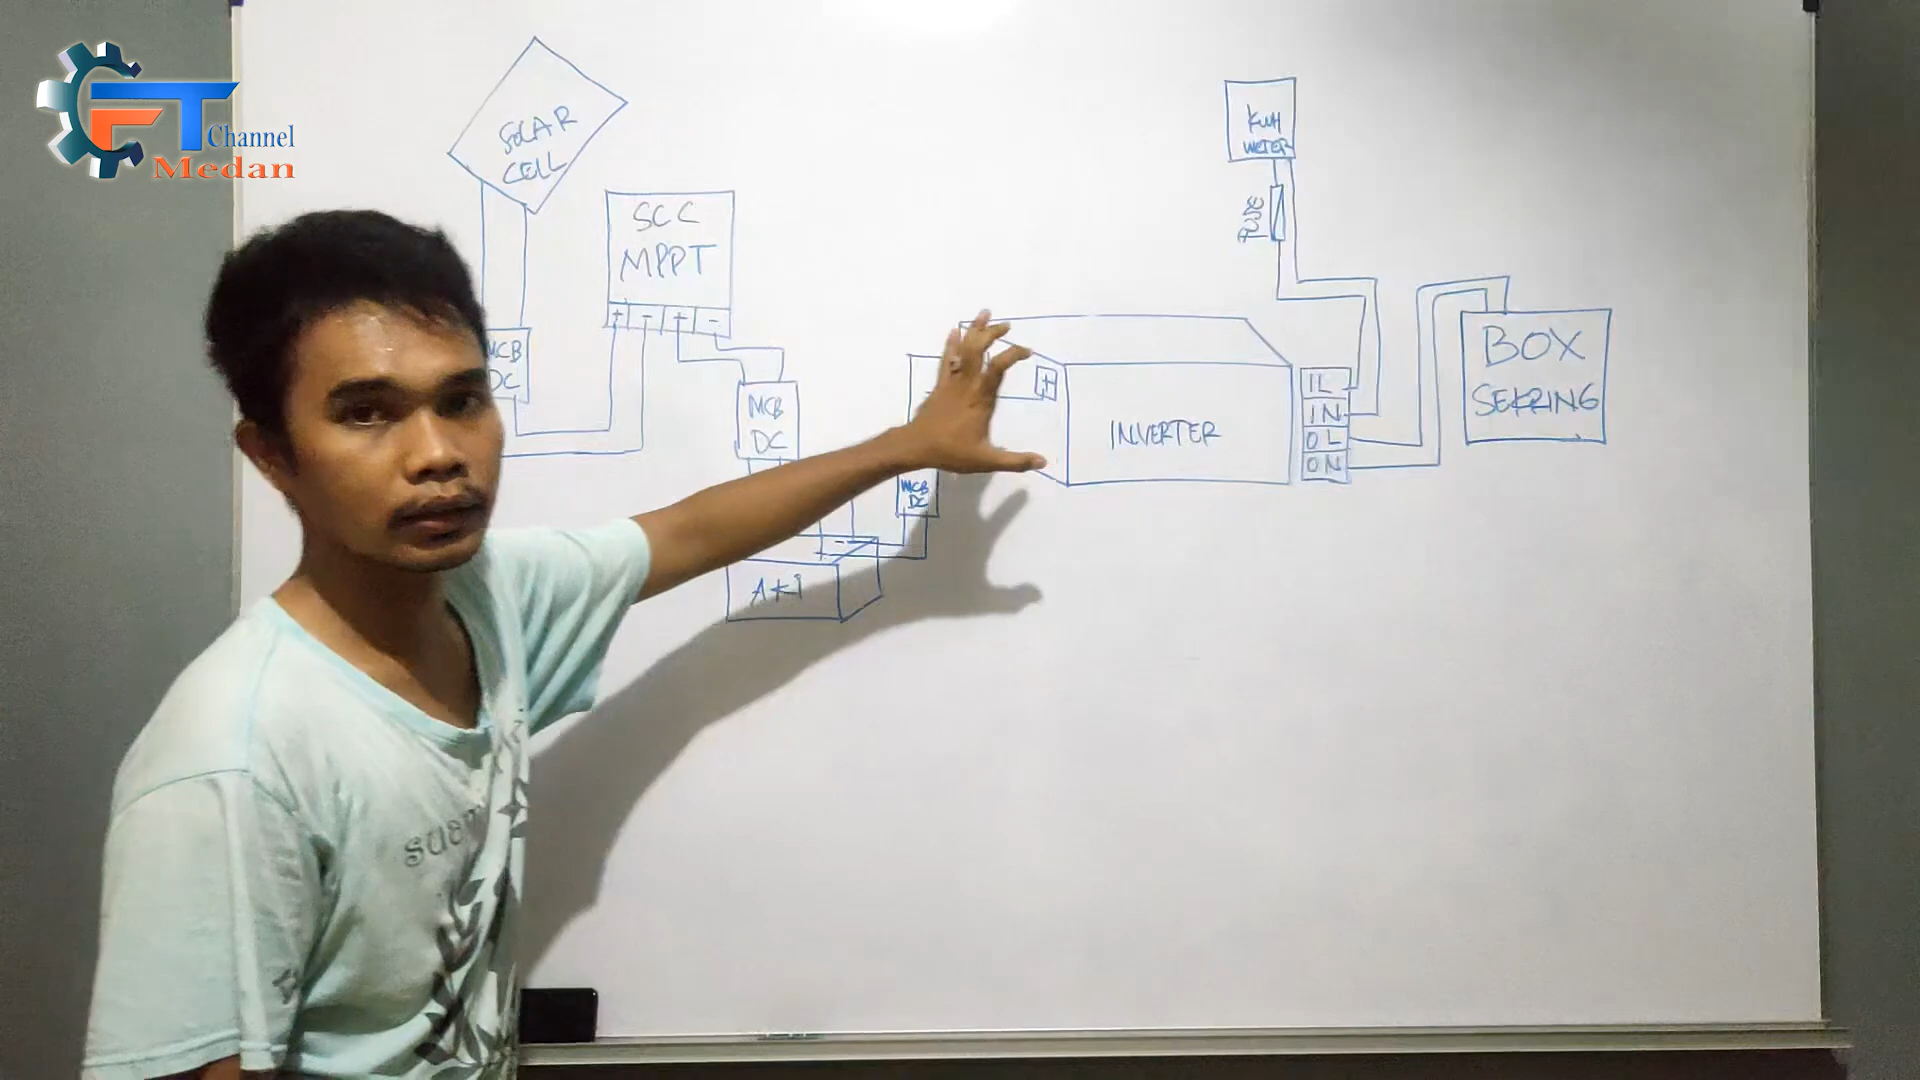 FT
Channel
Medan
SOLAR
CELL
SCC
MPPT
+ - + -
MCB
DC
MCB
DC
MCB
DC
- +
AKI
+
INVERTER
KWH
METER
FUSE
IL
IN
OL
ON
BOX
SEKRING